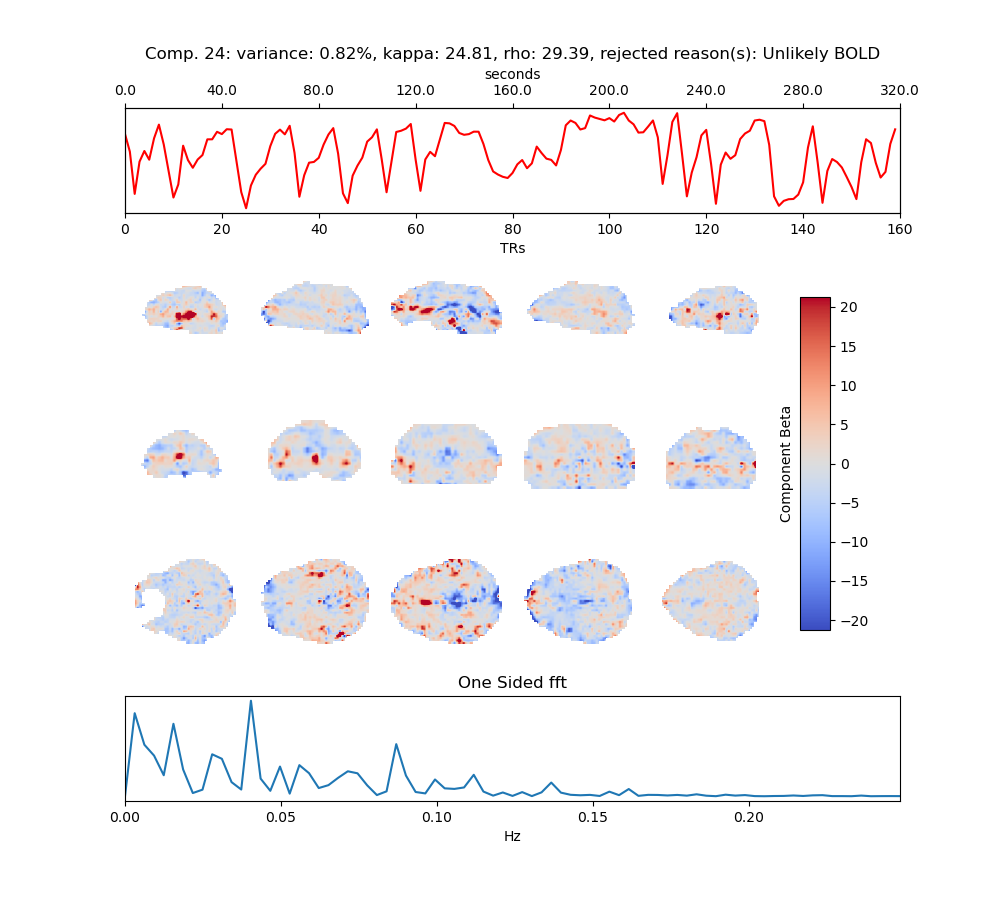 Comp. 24: variance: 0.82%, kappa: 24.81, rho: 29.39, rejected reason(s): Unlikely BOLD
seconds
0.0 40.0 80.0 120.0 160.0 200.0 240.0 280.0 320.0
0 20 40 60 80 100 120 140 160
TRs
20
15
10
5
0
−5
−10
−15
−20
Component Beta
One Sided fft
0.00 0.05 0.10 0.15 0.20
Hz